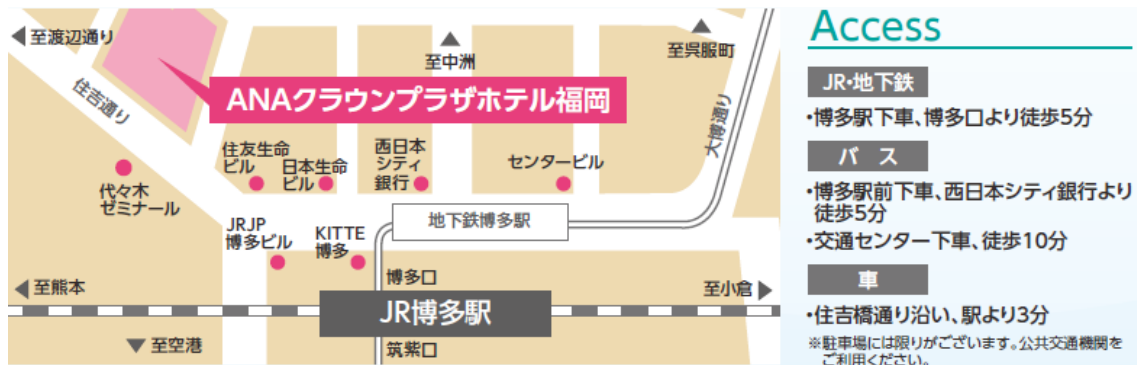 至渡辺通り
住吉通り
至中洲
至呉服町
大博通り
ANAクラウンプラザホテル福岡
代々木
ゼミナール
住友生命
ビル
日本生命
ビル
西日本
シティ
銀行
センタービル
JRJP
博多ビル
KITTE
博多
地下鉄博多駅
至熊本
博多口
至小倉
JR博多駅
至空港
筑紫口
Access
JR・地下鉄
・博多駅下車、博多口より徒歩5分
バス
・博多駅前下車、西日本シティ銀行より
徒歩5分
・交通センター下車、徒歩10分
車
・住吉橋通り沿い、駅より3分
※駐車場には限りがございます。公共交通機関を
ご利用ください。